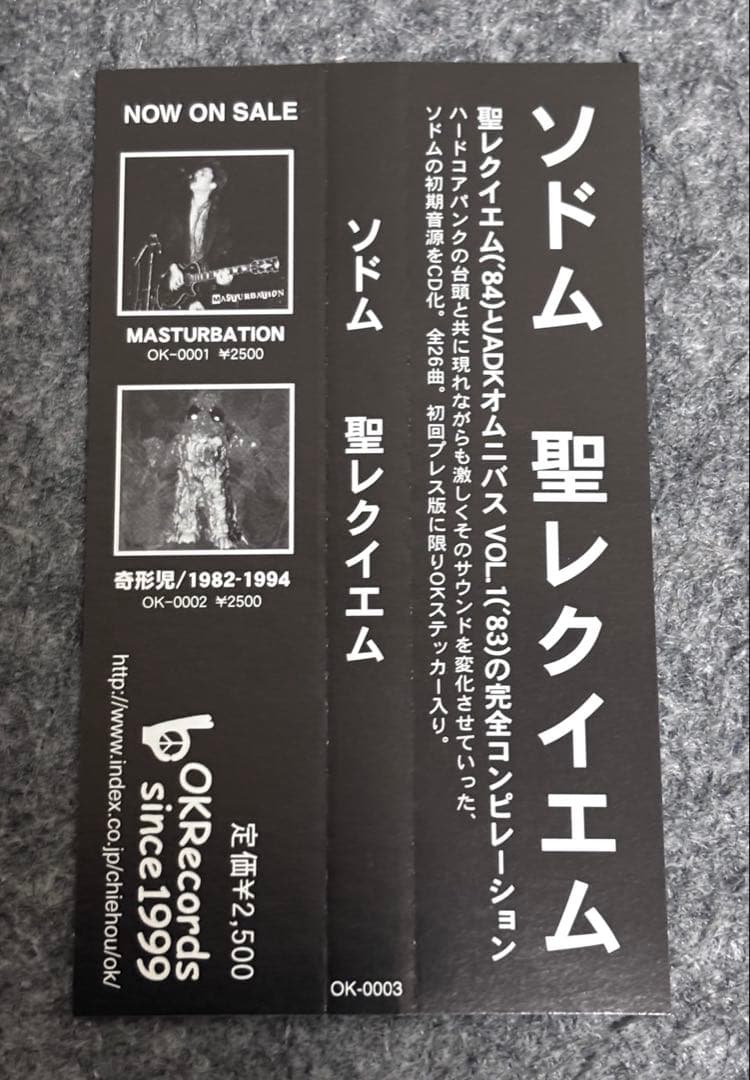 ソドム 聖レクイエム
聖レクイエム('84)とADKオムニバス VOL.1('83)の完全コンピレーション
ハードコアパンクの台頭と共に現れながらも激しくそのサウンドを変化させていった、
ソドムの初期音源をCD化。全26曲。初回プレス版に限りOKステッカー入り。
ソドム 聖レクイエム
OK-0003
NOW ON SALE
MASTURBATION
MASTURBATION
OK-0001 ¥2500
奇形児/1982-1994
OK-0002 ¥2500
定価¥2,500
OKRecords
since1999
http://www.index.co.jp/chiehou/ok/